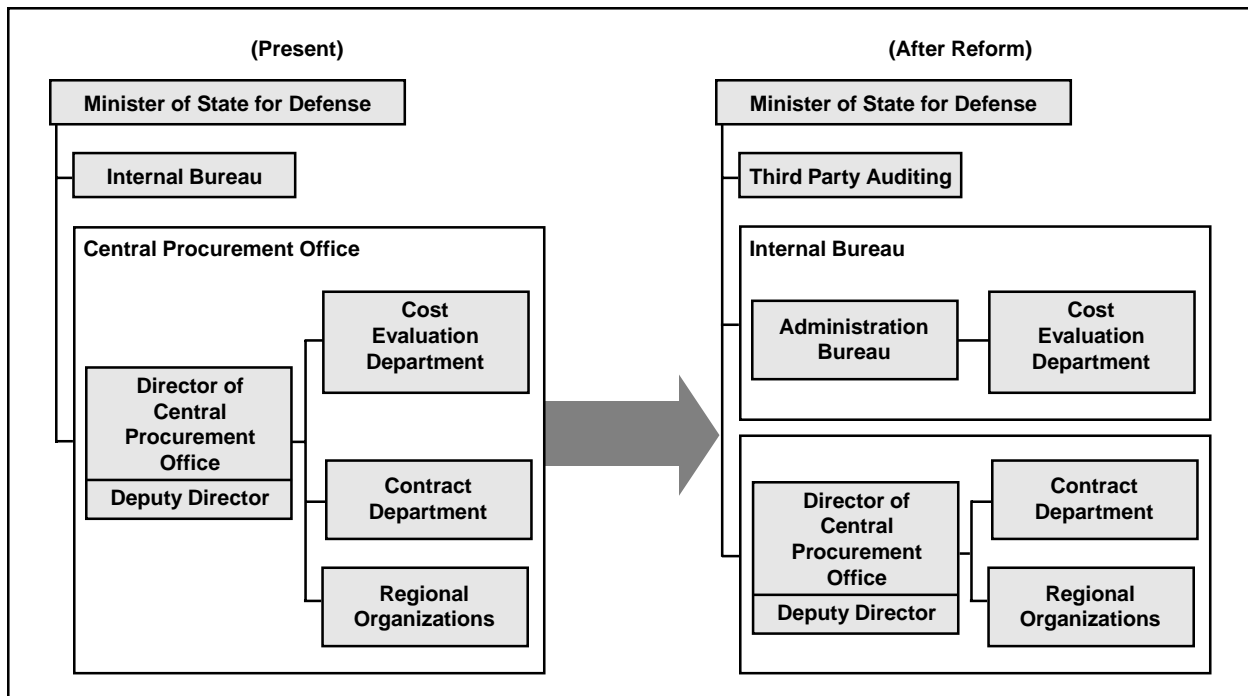 (Present)
Minister of State for Defense
Internal Bureau
Central Procurement Office
Cost
Evaluation
Department
Director of
Central
Procurement
Office
Deputy Director
Contract
Department
Regional
Organizations
(After Reform)
Minister of State for Defense
Third Party Auditing
Internal Bureau
Administration
Bureau
Cost
Evaluation
Department
Director of
Central
Procurement
Office
Deputy Director
Contract
Department
Regional
Organizations